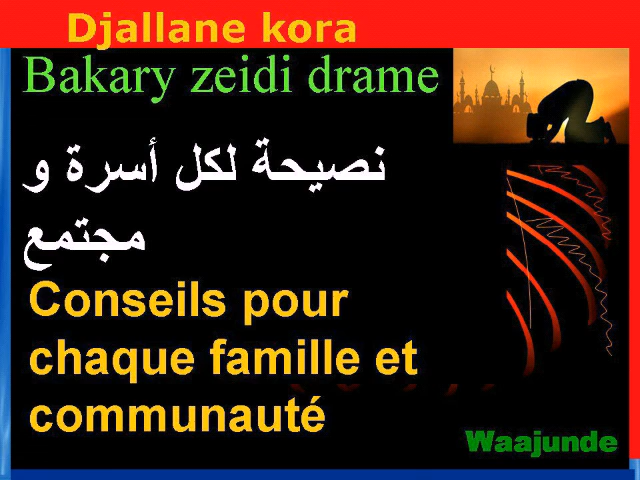 Djallane kora
Bakary zeidi drame
نصيحة لكل أسرة و
مجتمع
Conseils pour
chaque famille et
communauté
Waajunde